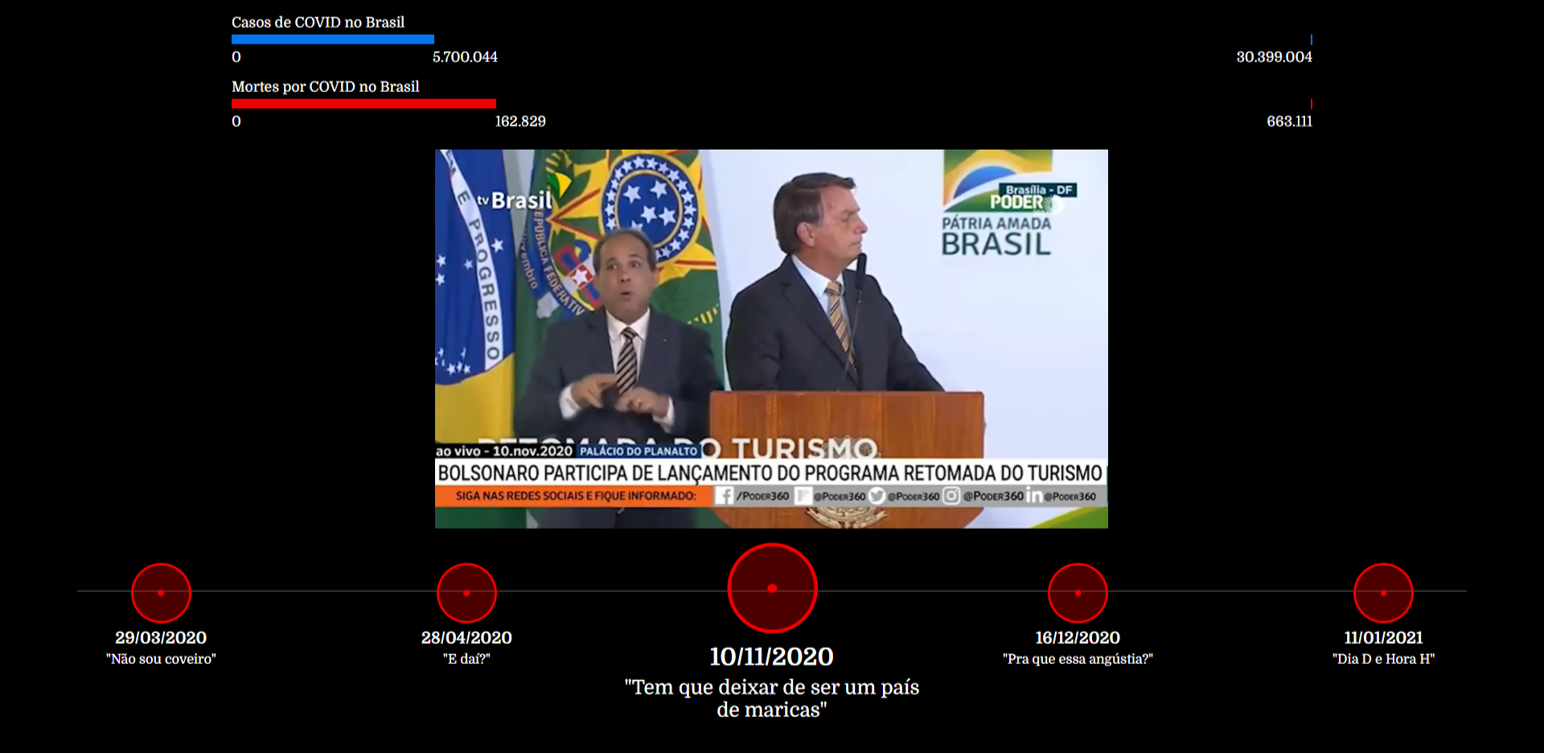 Casos de COVID no Brasil
0 5.700.044 30.399.004
Mortes por COVID no Brasil
0 162.829 663.111
tv Brasil
E PROGRESSO
EPÚBLICA FEDERATIV
vembro
Brasília - DF
PODER
PÁTRIA AMADA
BRASIL
RETOMADA DO TURISMO
ao vivo - 10.nov.2020 PALÁCIO DO PLANALTO
BOLSONARO PARTICIPA DE LANÇAMENTO DO PROGRAMA RETOMADA DO TURISMO
SIGA NAS REDES SOCIAIS E FIQUE INFORMADO: /PODER360 @PODER360 @PODER360 @PODER360 @PODER360
29/03/2020
"Não sou coveiro"
28/04/2020
"E daí?"
10/11/2020
"Tem que deixar de ser um país
de maricas"
16/12/2020
"Pra que essa angústia?"
11/01/2021
"Dia D e Hora H"